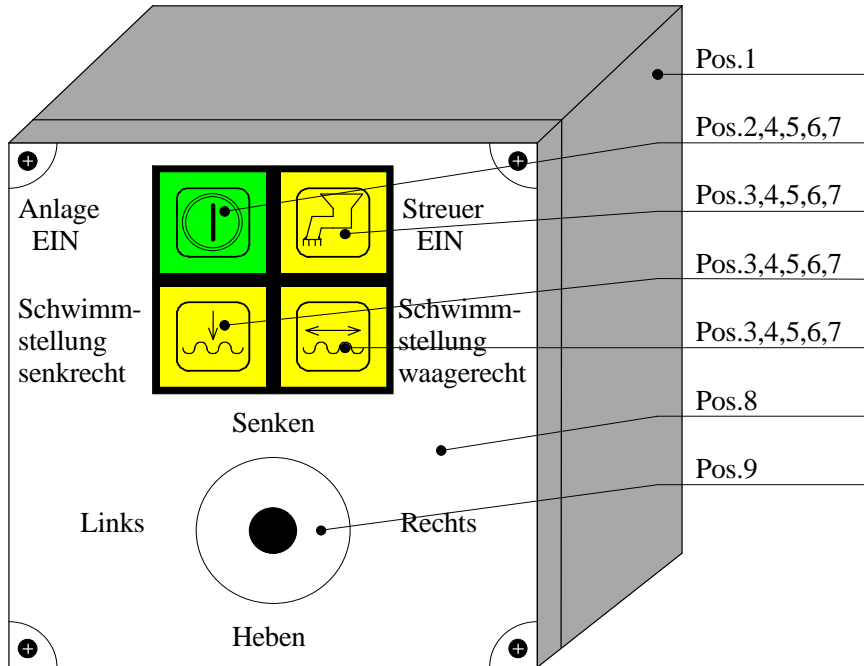 Pos.1
Pos.2,4,5,6,7
Anlage
EIN
Streuer
EIN
Pos.3,4,5,6,7
Pos.3,4,5,6,7
Schwimm-
stellung
senkrecht
Schwimm-
stellung
waagerecht
Pos.3,4,5,6,7
Senken
Pos.8
Pos.9
Links
Rechts
Heben